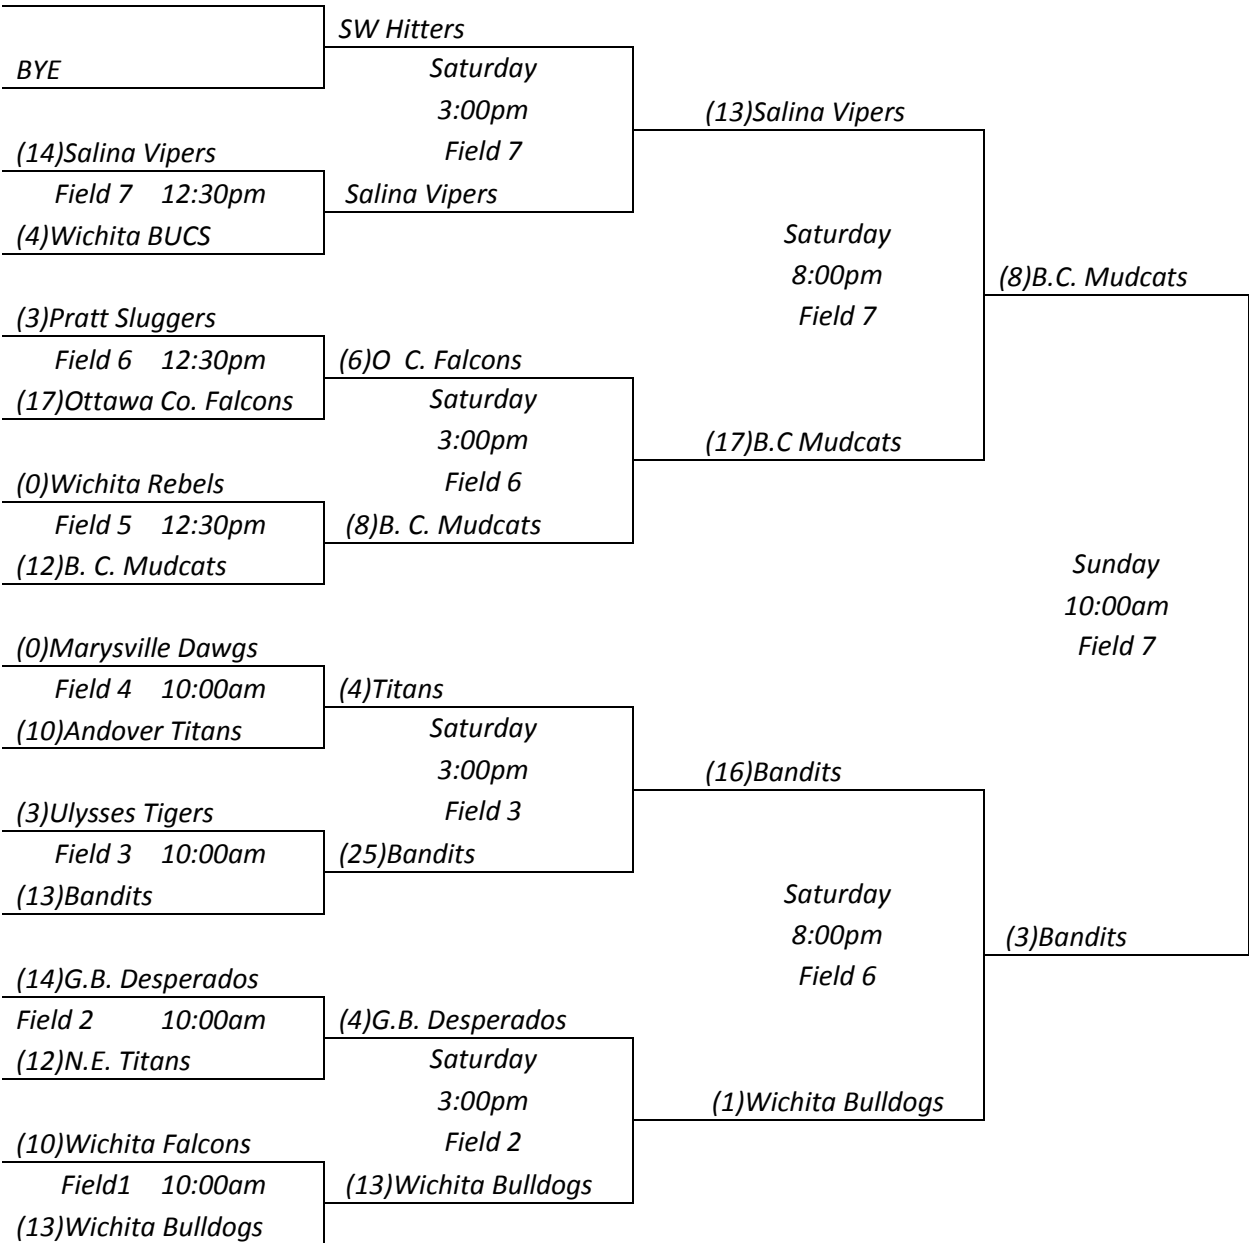 SW Hitters
BYE
Saturday
3:00pm
(13)Salina Vipers
(14)Salina Vipers
Field 7
Field 7 12:30pm
Salina Vipers
(4)Wichita BUCS
Saturday
8:00pm
(8)B.C. Mudcats
(3)Pratt Sluggers
Field 7
Field 6 12:30pm
(6)O C. Falcons
(17)Ottawa Co. Falcons
Saturday
3:00pm
(17)B.C Mudcats
(0)Wichita Rebels
Field 6
Field 5 12:30pm
(8)B. C. Mudcats
(12)B. C. Mudcats
Sunday
10:00am
(0)Marysville Dawgs
Field 7
Field 4 10:00am
(4)Titans
(10)Andover Titans
Saturday
3:00pm
(16)Bandits
(3)Ulysses Tigers
Field 3
Field 3 10:00am
(25)Bandits
(13)Bandits
Saturday
8:00pm
(3)Bandits
(14)G.B. Desperados
Field 6
Field 2 10:00am
(4)G.B. Desperados
(12)N.E. Titans
Saturday
3:00pm
(1)Wichita Bulldogs
(10)Wichita Falcons
Field 2
Field1 10:00am
(13)Wichita Bulldogs
(13)Wichita Bulldogs